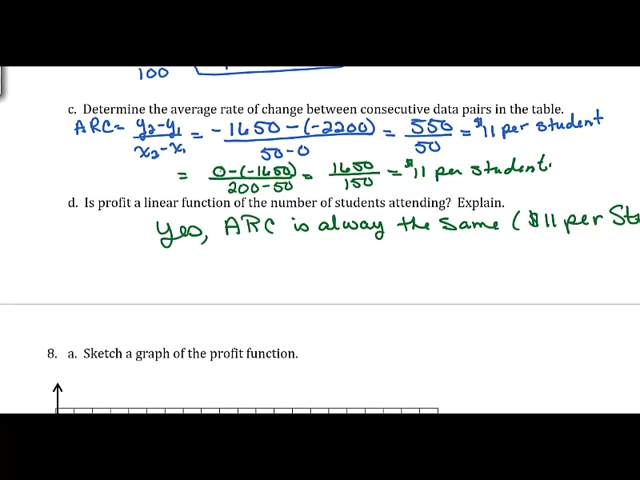 100
c. Determine the average rate of change between consecutive data pairs in the table.
ARC = y₂-y₁/x₂-x₁ = -1650-(-2200)/50-0 = 550/50 = $11 per student
= 0-(-1650)/200-50 = 1650/150 = $11 per student.
d. Is profit a linear function of the number of students attending? Explain.
yes, ARC is alway the same ($11 per St
8. a. Sketch a graph of the profit function.